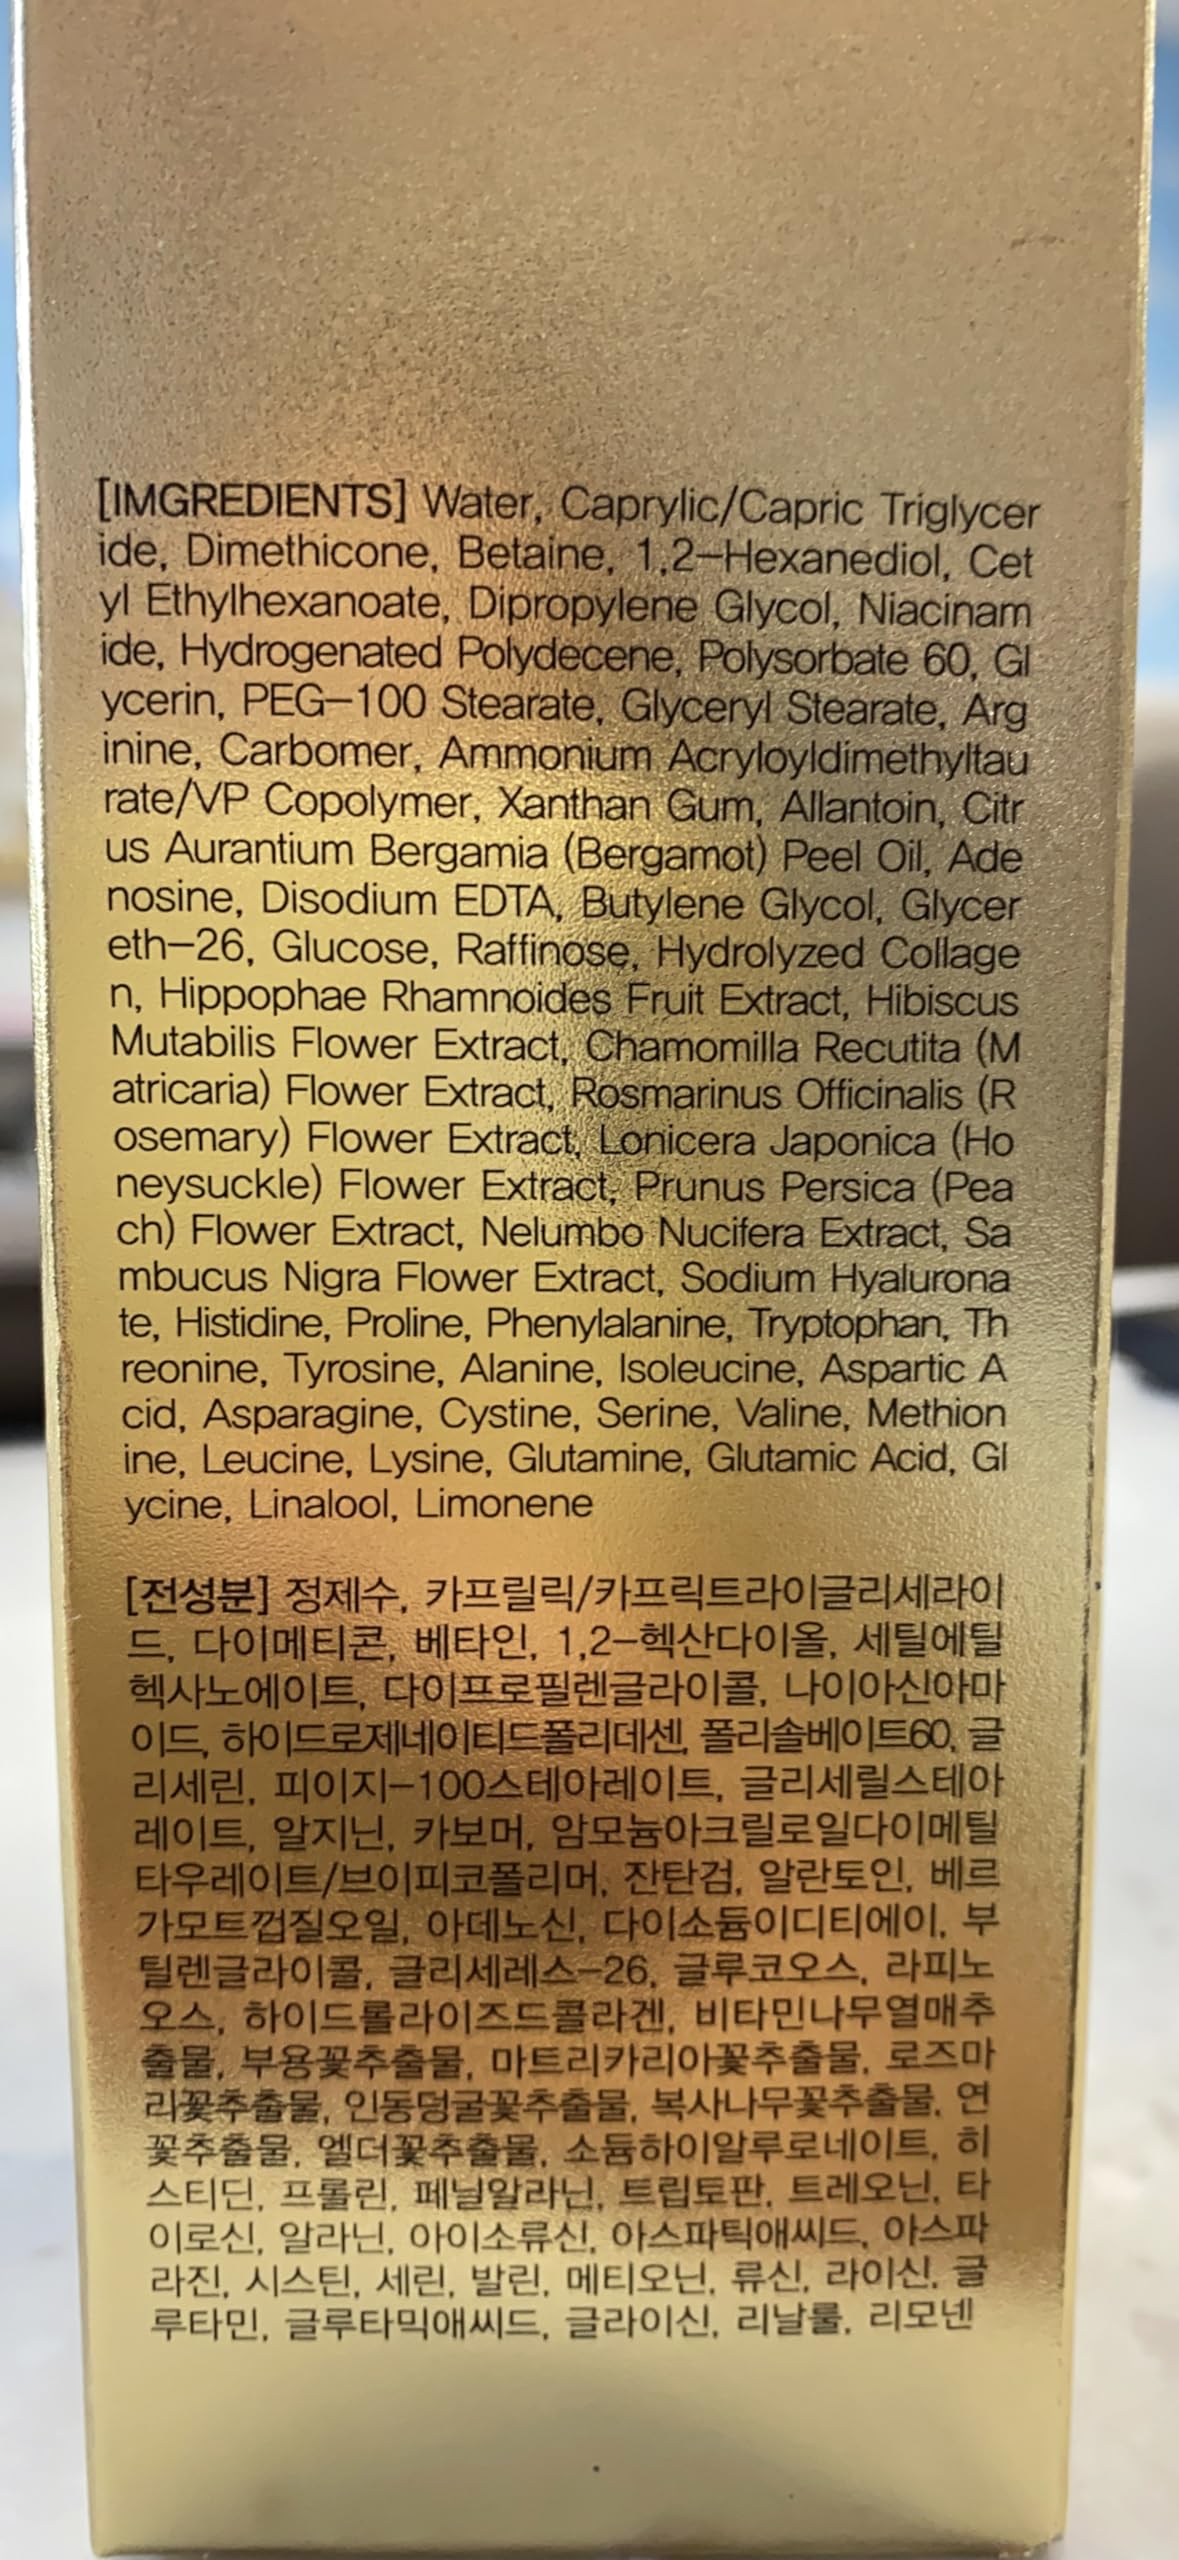 [IMGREDIENTS] Water, Caprylic/Capric Triglycer
ide, Dimethicone, Betaine, 1,2-Hexanediol, Cet
yl Ethylhexanoate, Dipropylene Glycol, Niacinam
ide, Hydrogenated Polydecene, Polysorbate 60, Gl
ycerin, PEG-100 Stearate, Glyceryl Stearate, Arg
inine, Carbomer, Ammonium Acryloyldimethyltau
rate/VP Copolymer, Xanthan Gum, Allantoin, Citr
us Aurantium Bergamia (Bergamot) Peel Oil, Ade
nosine, Disodium EDTA, Butylene Glycol, Glycer
eth-26, Glucose, Raffinose, Hydrolyzed Collage
n, Hippophae Rhamnoides Fruit Extract, Hibiscus
Mutabilis Flower Extract, Chamomilla Recutita (M
atricaria) Flower Extract, Rosmarinus Officinalis (R
osemary) Flower Extract, Lonicera Japonica (Ho
neysuckle) Flower Extract, Prunus Persica (Pea
ch) Flower Extract, Nelumbo Nucifera Extract, Sa
mbucus Nigra Flower Extract, Sodium Hyalurona
te, Histidine, Proline, Phenylalanine, Tryptophan, Th
reonine, Tyrosine, Alanine, Isoleucine, Aspartic A
cid, Asparagine, Cystine, Serine, Valine, Methion
ine, Leucine, Lysine, Glutamine, Glutamic Acid, Gl
ycine, Linalool, Limonene
[전성분] 정제수, 카프릴릭/카프릭트라이글리세라이
드, 다이메티콘, 베타인, 1,2-헥산다이올, 세틸에틸
헥사노에이트, 다이프로필렌글라이콜, 나이아신아마
이드, 하이드로제네이티드폴리데센, 폴리솔베이트60, 글
리세린, 피이지-100스테아레이트, 글리세릴스테아
레이트, 알지닌, 카보머, 암모늄아크릴로일다이메틸
타우레이트/브이피코폴리머, 잔탄검, 알란토인, 베르
가모트껍질오일, 아데노신, 다이소듐이디티에이, 부
틸렌글라이콜, 글리세레스-26, 글루코오스, 라피노
오스, 하이드롤라이즈드콜라겐, 비타민나무열매추
출물, 부용꽃추출물, 마트리카리아꽃추출물, 로즈마
리꽃추출물, 인동덩굴꽃추출물, 복사나무꽃추출물, 연
꽃추출물, 엘더꽃추출물, 소듐하이알루로네이트, 히
스티딘, 프롤린, 페닐알라닌, 트립토판, 트레오닌, 타
이로신, 알라닌, 아이소류신, 아스파틱애씨드, 아스파
라진, 시스틴, 세린, 발린, 메티오닌, 류신, 라이신, 글
루타민, 글루타믹애씨드, 글라이신, 리날룰, 리모넨